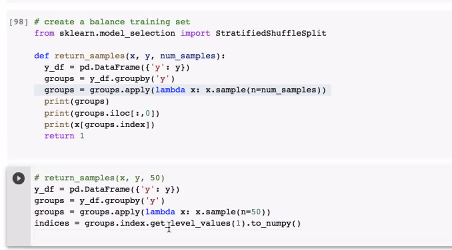 [98] # create a balance training set
from sklearn.model_selection import StratifiedShuffleSplit
def return_samples(x, y, num_samples):
y_df = pd.DataFrame({'y': y})
groups = y_df.groupby('y')
groups = groups.apply(lambda x: x.sample(n=num_samples))
print(groups)
print(groups.iloc[:,0])
print(x[groups.index])
return 1
# return_samples(x, y, 50)
y_df = pd.DataFrame({'y': y})
groups = y_df.groupby('y')
groups = groups.apply(lambda x: x.sample(n=50))
indices = groups.index.get_level_values(1).to_numpy()